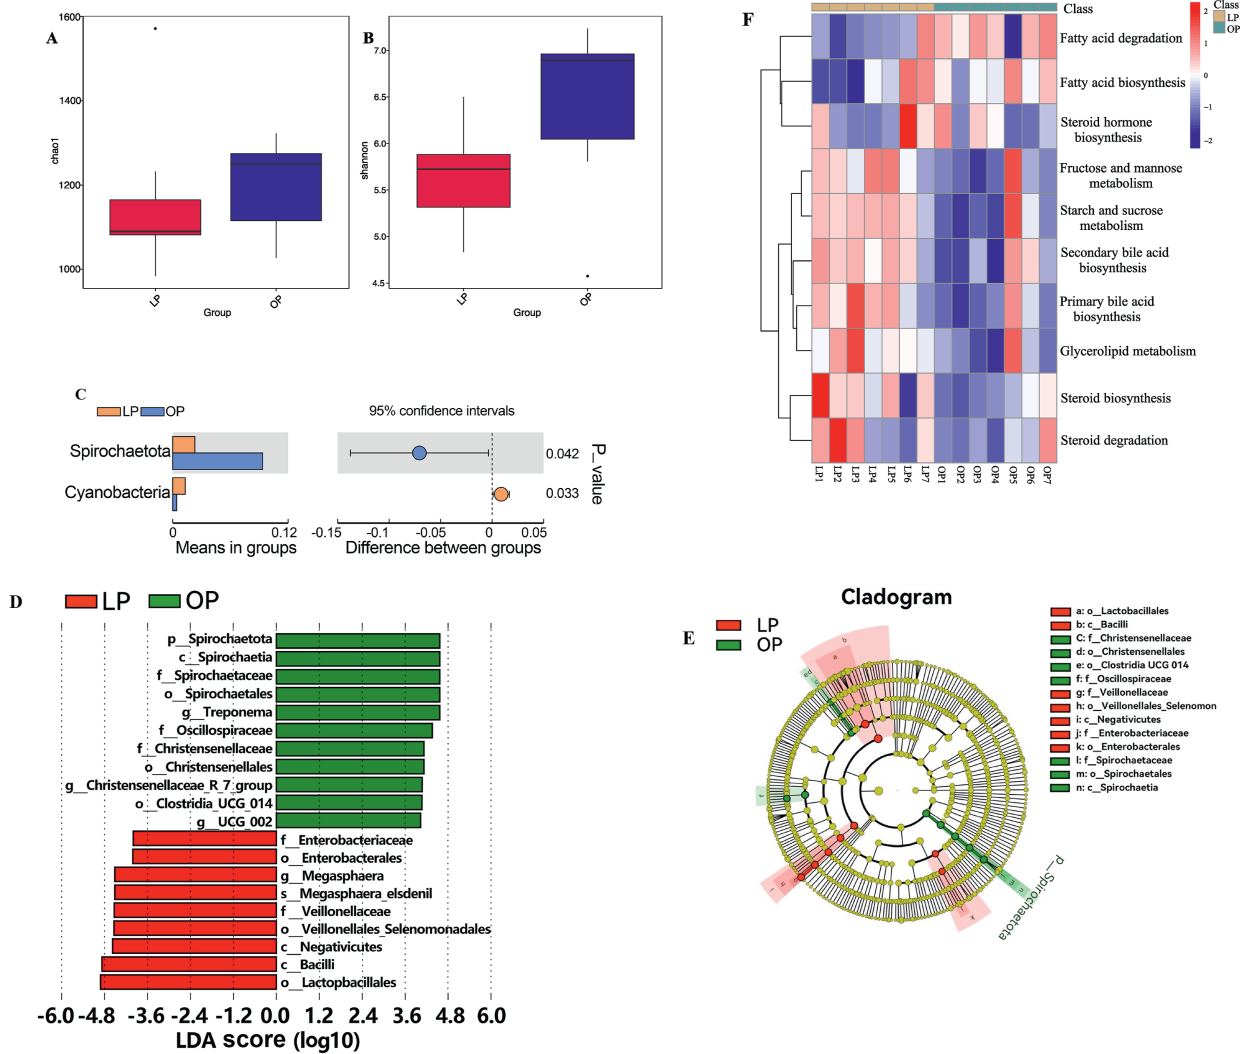 A
1600
1400
1200
1000
chao1
LP
OP
Group
B
7.0
6.5
6.0
5.5
5.0
4.5
shannon
LP
OP
Group
C
LP OP
95% confidence intervals
Spirochaetota
Cyanobacteria
0.042
0.033
P_value
0 0.12
Means in groups
-0.15 -0.1 -0.05 0 0.05
Difference between groups
D
LP OP
p__Spirochaetota
c__Spirochaetia
f__Spirochaetaceae
o__Spirochaetales
g__Treponema
f__Oscillospiraceae
f__Christensenellaceae
o__Christensenellales
g__Christensenellaceae_R_7_group
o__Clostridia_UCG_014
g__UCG_002
f__Enterobacteriaceae
o__Enterobacterales
g__Megasphaera
s__Megasphaera_elsdenil
f__Veillonellaceae
o__Veillonellales_Selenomonadales
c__Negativicutes
c__Bacilli
o__Lactopbacillales
-6.0 -4.8 -3.6 -2.4 -1.2 0.0 1.2 2.4 3.6 4.8 6.0
LDA score (log10)
E
Cladogram
LP
OP
b
a
p__Spirochaetota
a: o__Lactobacillales
b: c__Bacilli
C: f__Christensenellaceae
d: o__Christensenellales
e: o__Clostridia UCG 014
f: f__Oscillospiraceae
g: f__Veillonellaceae
h: o__Veillonellales_Selenomon
i: c__Negativicutes
j: f__Enterobacteriaceae
k: o__Enterobacterales
l: f__Spirochaetaceae
m: o__Spirochaetales
n: c__Spirochaetia
F
Class
Fatty acid degradation
Fatty acid biosynthesis
Steroid hormone
biosynthesis
Fructose and mannose
metabolism
Starch and sucrose
metabolism
Secondary bile acid
biosynthesis
Primary bile acid
biosynthesis
Glycerolipid metabolism
Steroid biosynthesis
Steroid degradation
LP1 LP2 LP3 LP4 LP5 LP6 LP7 OP1 OP2 OP3 OP4 OP5 OP6 OP7
2
1
0
−1
−2
Class
LP
OP